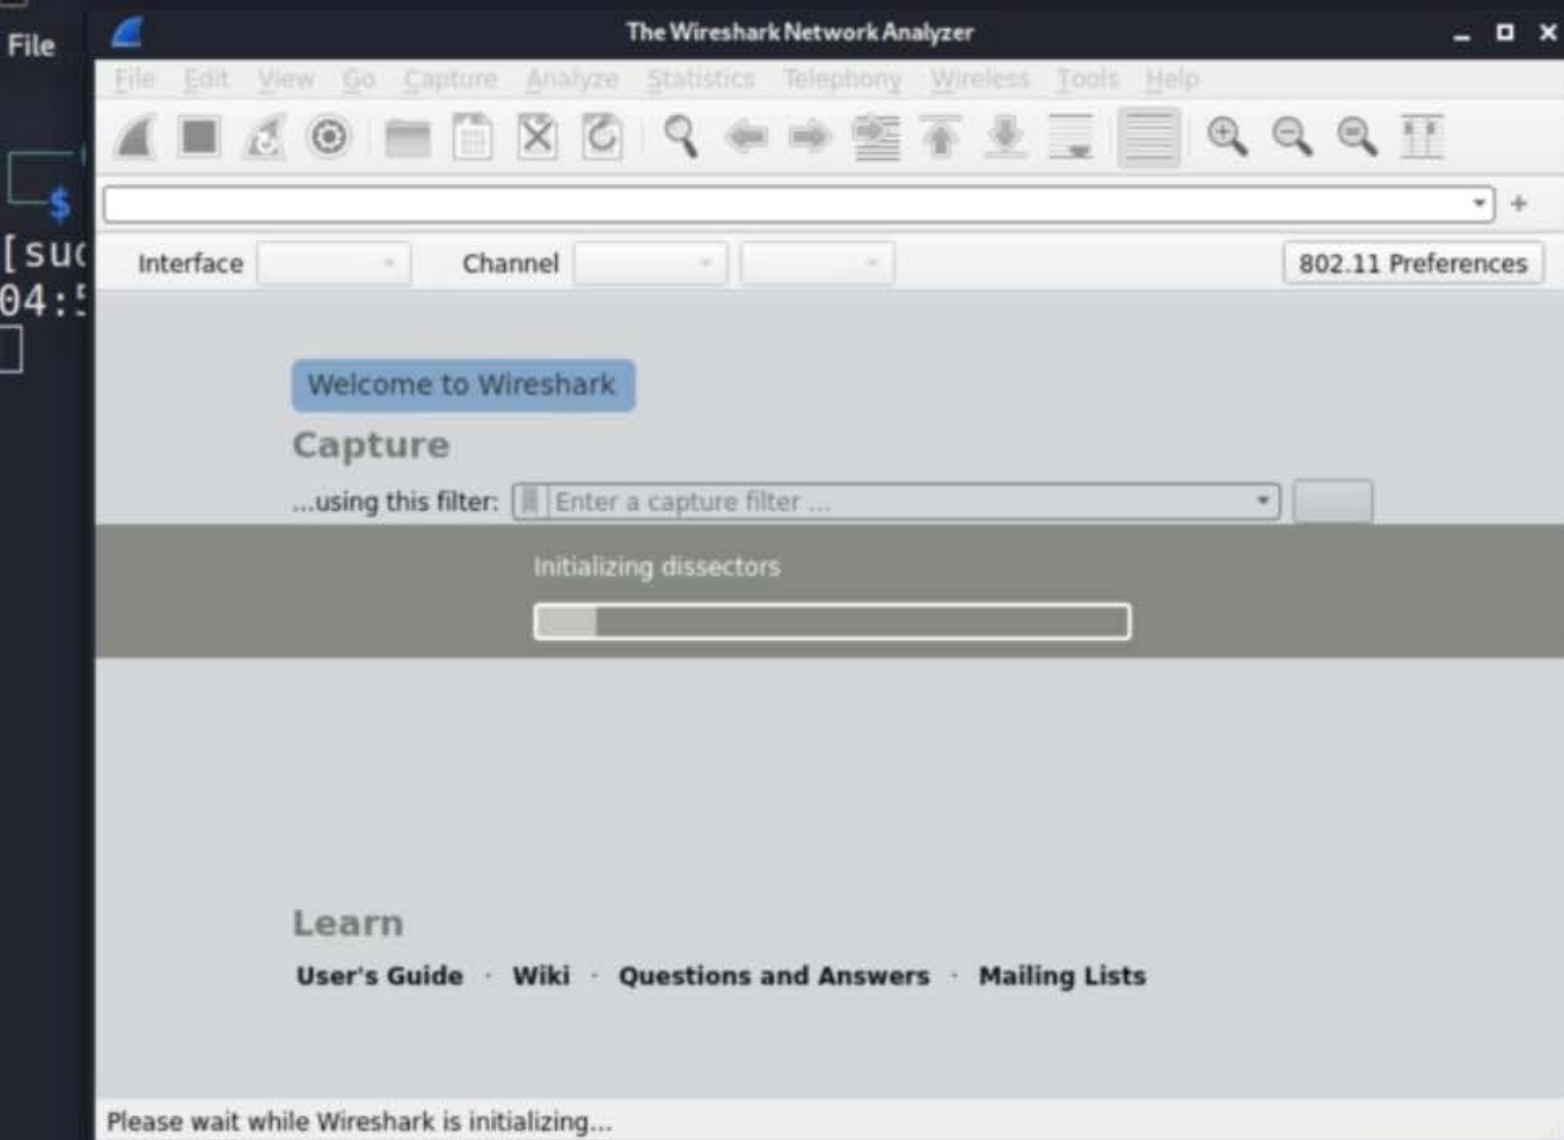 The Wireshark Network Analyzer
File
File Edit View Go Capture Analyze Statistics Telephony Wireless Tools Help
$
+
[sud
Interface Channel 802.11 Preferences
04:5
Welcome to Wireshark
Capture
...using this filter: Enter a capture filter ...
Initializing dissectors
Learn
User's Guide · Wiki · Questions and Answers · Mailing Lists
Please wait while Wireshark is initializing...